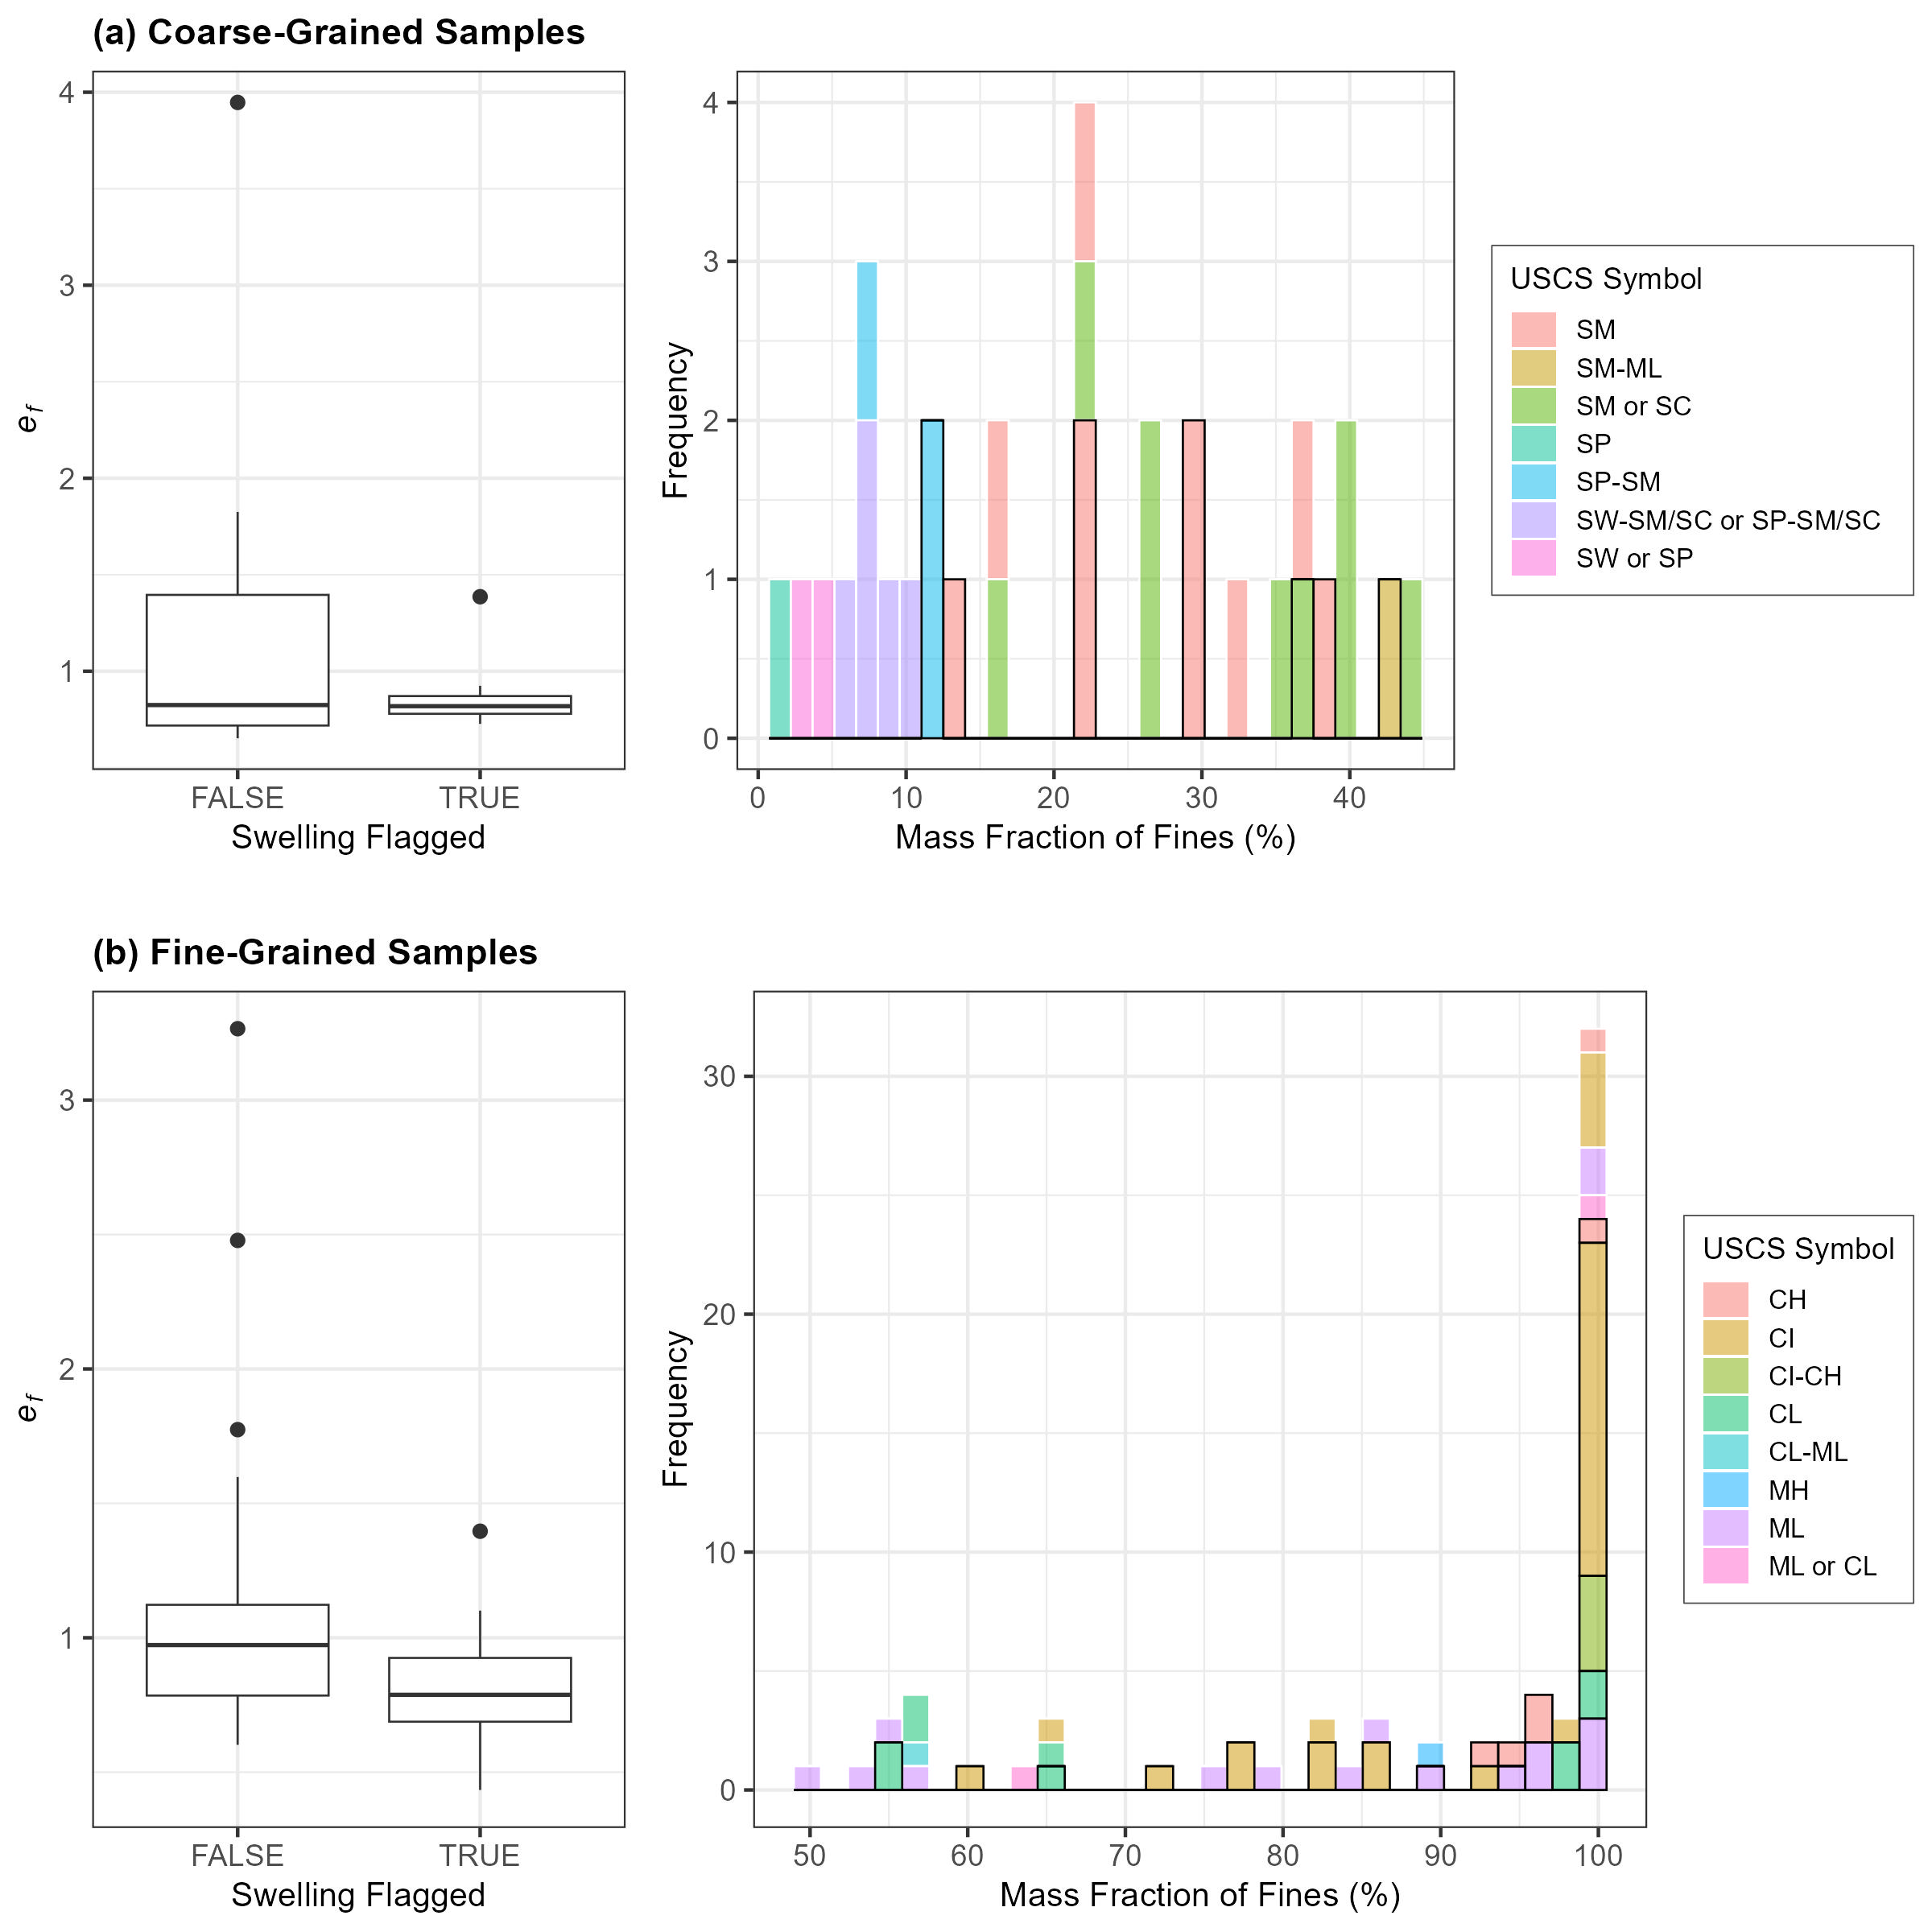 (a) Coarse-Grained Samples
4
3
2
1
e_f
FALSE TRUE
Swelling Flagged
4
3
2
1
0
Frequency
0 10 20 30 40
Mass Fraction of Fines (%)
USCS Symbol
SM
SM-ML
SM or SC
SP
SP-SM
SW-SM/SC or SP-SM/SC
SW or SP
(b) Fine-Grained Samples
3
2
1
e_f
FALSE TRUE
Swelling Flagged
30
20
10
0
Frequency
50 60 70 80 90 100
Mass Fraction of Fines (%)
USCS Symbol
CH
CI
CI-CH
CL
CL-ML
MH
ML
ML or CL